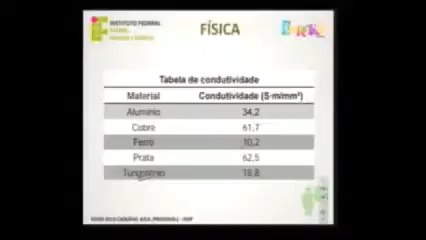 INSTITUTO FEDERAL
FÍSICA
Tabela de condutividade
Material Condutividade (S·m/mm²)
Alumínio 34,2
Cobre 61,7
Ferro 10,2
Prata 62,5
Tungstênio 18,8